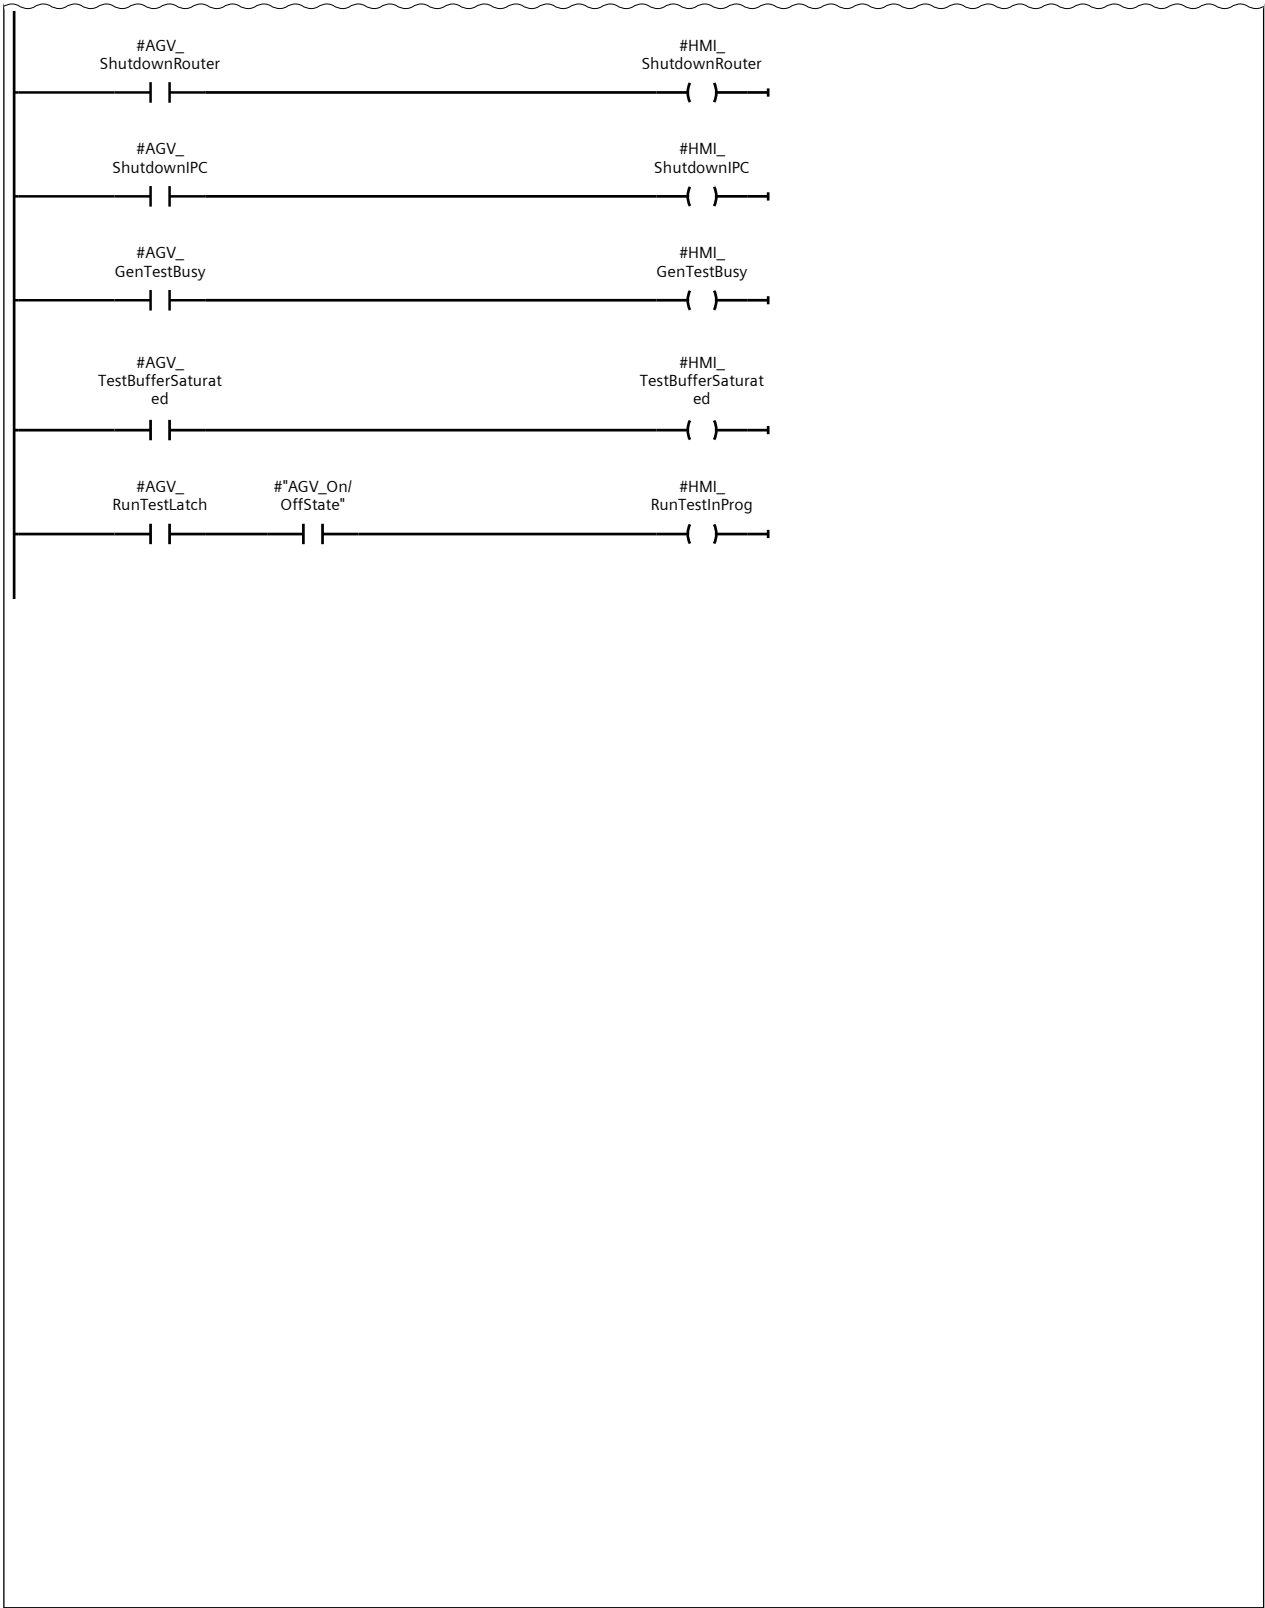 #AGV_
ShutdownRouter
#HMI_
ShutdownRouter
#AGV_
ShutdownIPC
#HMI_
ShutdownIPC
#AGV_
GenTestBusy
#HMI_
GenTestBusy
#AGV_
TestBufferSaturat
ed
#HMI_
TestBufferSaturat
ed
#AGV_
RunTestLatch
#"AGV_On/
OffState"
#HMI_
RunTestInProg